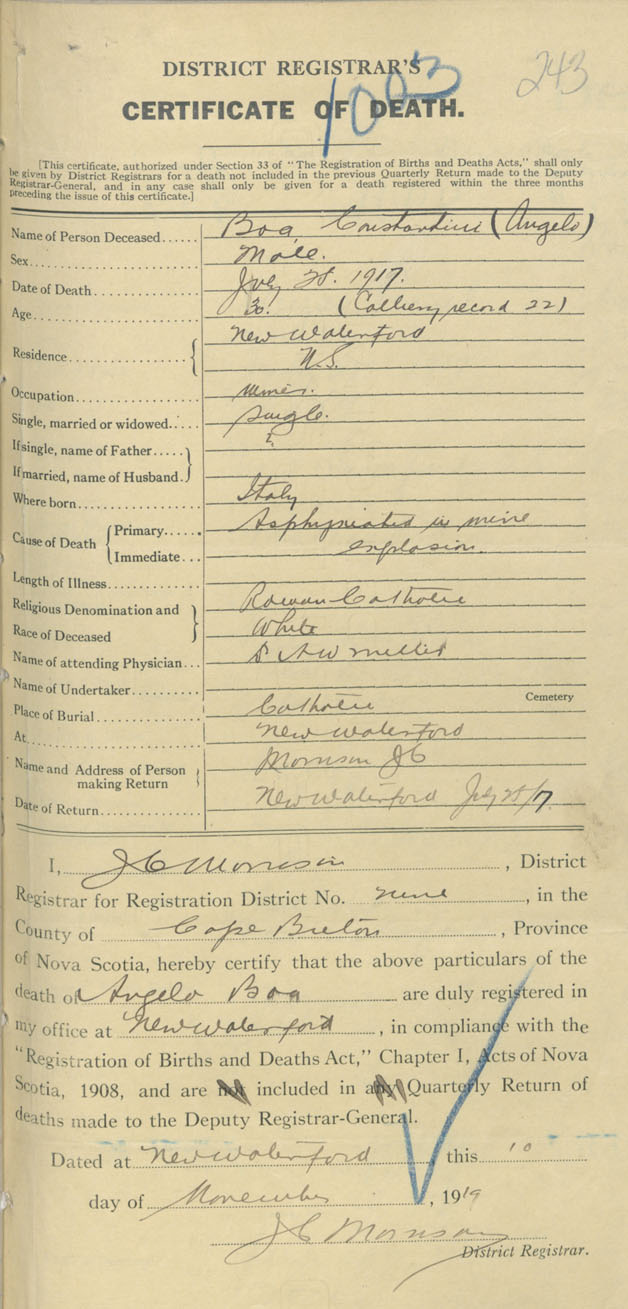 243
1003
DISTRICT REGISTRAR'S
CERTIFICATE OF DEATH.
[This certificate, authorized under Section 33 of "The Registration of Births and Deaths Acts," shall only
be given by District Registrars for a death not included in the previous Quarterly Return made to the Deputy
Registrar-General, and in any case shall only be given for a death registered within the three months
preceding the issue of this certificate.]
Name of Person Deceased...... Boa, (Angelo)
Sex Male.
Date of Death July 1917.
Age 30. (Colliery record 22)
Residence New Waterford
N.S.
Occupation miner.
Single, married or widowed. Single.
If single, name of Father ?
If married, name of Husband.
Where born Italy
Cause of Death Primary Asphyxiated in mine
Immediate explosion.
Length of Illness
Religious Denomination and Roman Catholic
Race of Deceased White
Name of attending Physician Dr A W Miller
Name of Undertaker
Place of Burial Catholic Cemetery
At New Waterford
Name and Address of Person Morrison J C
making Return
Date of Return New Waterford July /17.
I, J C Morrison, District
Registrar for Registration District No. nine, in the
County of Cape Breton, Province
of Nova Scotia, hereby certify that the above particulars of the
death of Angelo Boa are duly registered in
my office at New Waterford, in compliance with the
"Registration of Births and Deaths Act," Chapter I, Acts of Nova
Scotia, 1908, and are not included in any Quarterly Return of
deaths made to the Deputy Registrar-General.
Dated at New Waterford, this 10
day of November, 1919
J C Morrison
District Registrar.